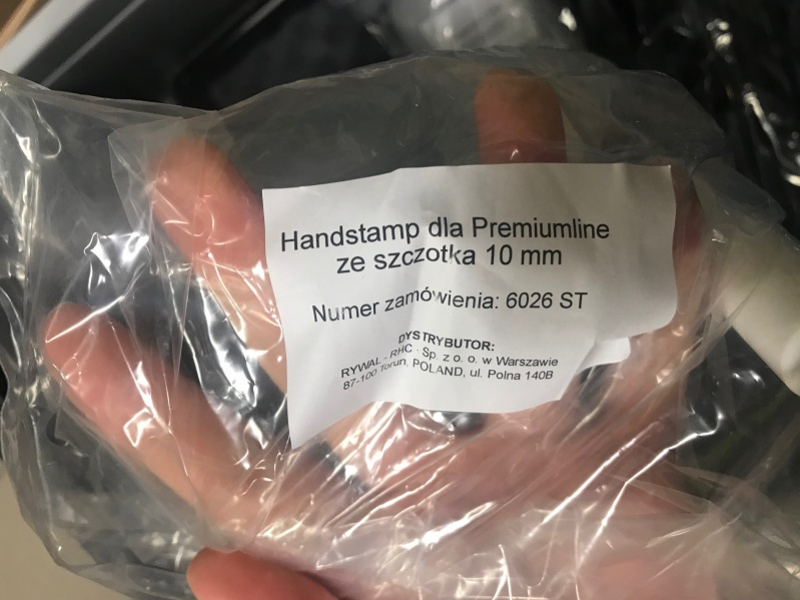 Handstamp dla Premiumline
ze szczotka 10 mm
Numer zamówienia: 6026 ST
DYSTRYBUTOR:
RYWAL - RHC · Sp. z o. o. w Warszawie
87-100 Toruń, POLAND, ul. Polna 140B